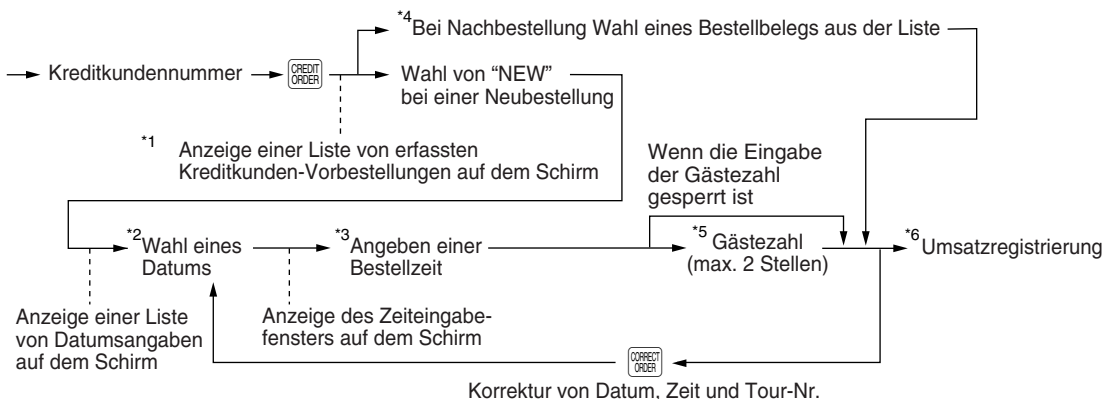 *4Bei Nachbestellung Wahl eines Bestellbelegs aus der Liste
Kreditkundennummer
CREDIT
ORDER
Wahl von “NEW”
bei einer Neubestellung
*1
Anzeige einer Liste von erfassten
Kreditkunden-Vorbestellungen auf dem Schirm
Wenn die Eingabe
der Gästezahl
gesperrt ist
*2Wahl eines
Datums
*3Angeben einer
Bestellzeit
*5 Gästezahl
(max. 2 Stellen)
*6Umsatzregistrierung
Anzeige einer Liste
von Datumsangaben
auf dem Schirm
Anzeige des Zeiteingabe-
fensters auf dem Schirm
CORRECT
ORDER
Korrektur von Datum, Zeit und Tour-Nr.